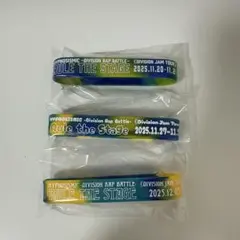 HYPNOSISMIC -DIVISION RAP BATTLE-
RULE THE STAGE
《DIVISION JAM TOUR
2025.11.20-11.2
HYPNOSISMIC -Division Rap Battle-
Rule the Stage
《Division Jam Tour
2025.11.29-11.
HYPNOSISMIC -DIVISION RAP BATTLE-
RULE THE STAGE
《DIVISION JAM
2025.12